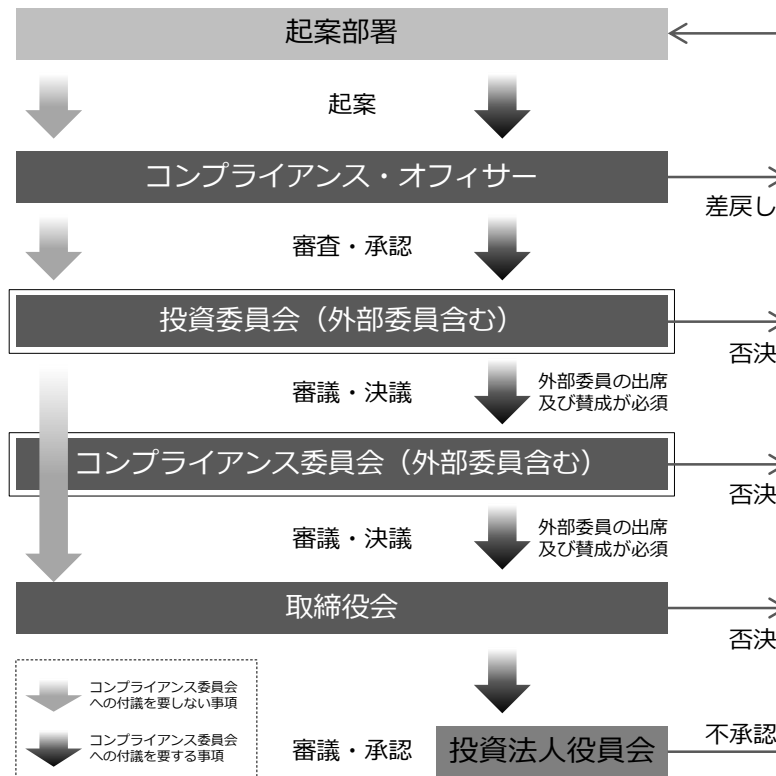 起案部署
起案
コンプライアンス・オフィサー
差戻し
審査・承認
投資委員会（外部委員含む）
否決
審議・決議
外部委員の出席
及び賛成が必須
コンプライアンス委員会（外部委員含む）
否決
審議・決議
外部委員の出席
及び賛成が必須
取締役会
否決
コンプライアンス委員会
への付議を要しない事項
コンプライアンス委員会
への付議を要する事項
審議・承認
投資法人役員会
不承認